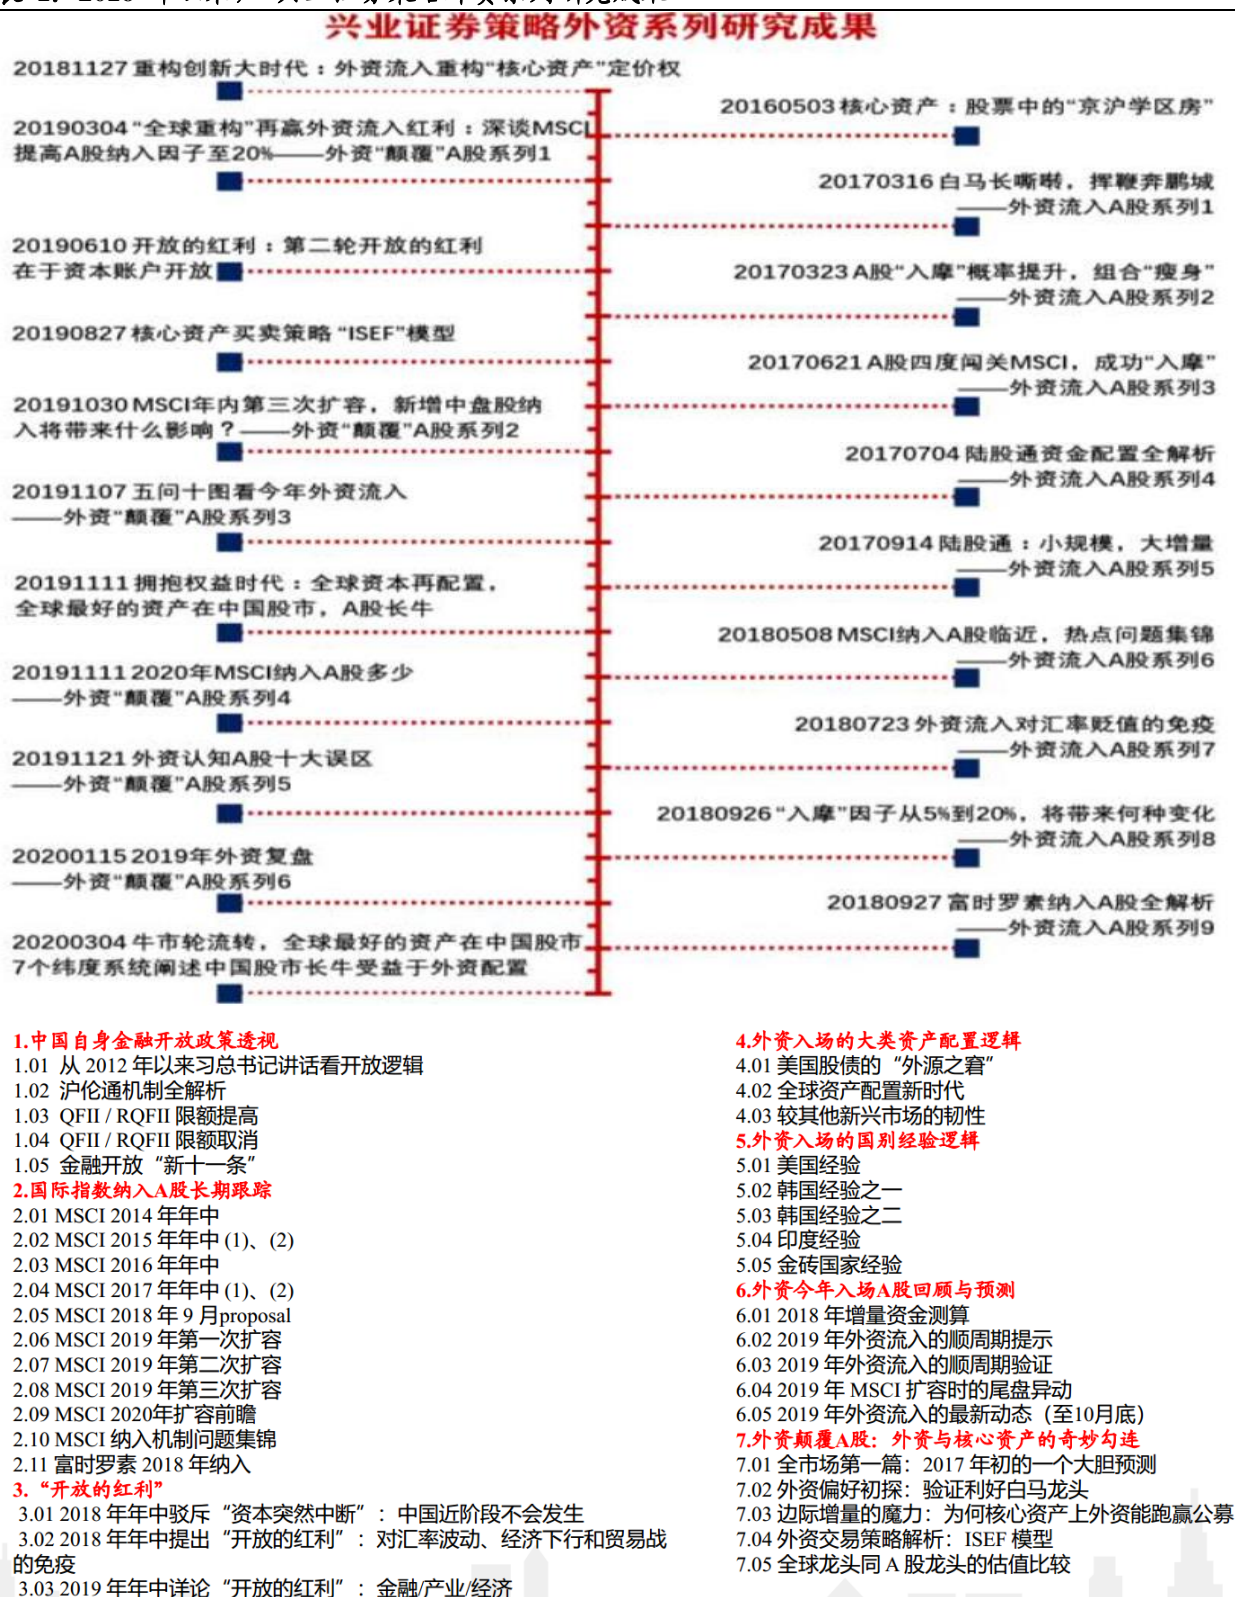 兴业证券策略外资系列研究成果
20181127 重构创新大时代：外资流入重构“核心资产”定价权
20190304 “全球重构”再赢外资流入红利：深谈MSCI
提高A股纳入因子至20%——外资“颠覆”A股系列1
20190610 开放的红利：第二轮开放的红利
在于资本账户开放
20190827 核心资产买卖策略 “ISEF”模型
20191030 MSCI年内第三次扩容，新增中盘股纳
入将带来什么影响？——外资“颠覆”A股系列2
20191107 五问十图看今年外资流入
——外资“颠覆”A股系列3
20191111 拥抱权益时代：全球资本再配置，
全球最好的资产在中国股市，A股长牛
20191111 2020年MSCI纳入A股多少
——外资“颠覆”A股系列4
20191121 外资认知A股十大误区
——外资“颠覆”A股系列5
20200115 2019年外资复盘
——外资“颠覆”A股系列6
20200304 牛市轮流转，全球最好的资产在中国股市
7个纬度系统阐述中国股市长牛受益于外资配置
20160503 核心资产：股票中的“京沪学区房”
20170316 白马长嘶啭，挥鞭奔鹏城
——外资流入A股系列1
20170323 A股“入摩”概率提升，组合“瘦身”
——外资流入A股系列2
20170621 A股四度闯关MSCI，成功“入摩”
——外资流入A股系列3
20170704 陆股通资金配置全解析
——外资流入A股系列4
20170914 陆股通：小规模，大增量
——外资流入A股系列5
20180508 MSCI纳入A股临近，热点问题集锦
——外资流入A股系列6
20180723 外资流入对汇率贬值的免疫
——外资流入A股系列7
20180926 “入摩”因子从5%到20%，将带来何种变化
——外资流入A股系列8
20180927 富时罗素纳入A股全解析
——外资流入A股系列9
1.中国自身金融开放政策透视
1.01 从 2012 年以来习总书记讲话看开放逻辑
1.02 沪伦通机制全解析
1.03 QFII / RQFII 限额提高
1.04 QFII / RQFII 限额取消
1.05 金融开放“新十一条”
2.国际指数纳入A股长期跟踪
2.01 MSCI 2014 年年中
2.02 MSCI 2015 年年中 (1)、(2)
2.03 MSCI 2016 年年中
2.04 MSCI 2017 年年中 (1)、(2)
2.05 MSCI 2018 年 9 月proposal
2.06 MSCI 2019 年第一次扩容
2.07 MSCI 2019 年第二次扩容
2.08 MSCI 2019 年第三次扩容
2.09 MSCI 2020年扩容前瞻
2.10 MSCI 纳入机制问题集锦
2.11 富时罗素 2018 年纳入
3.“开放的红利”
3.01 2018 年年中驳斥“资本突然中断”：中国近阶段不会发生
3.02 2018 年年中提出“开放的红利”：对汇率波动、经济下行和贸易战
的免疫
3.03 2019 年年中详论“开放的红利”：金融/产业/经济
4.外资入场的大类资产配置逻辑
4.01 美国股债的“外源之窘”
4.02 全球资产配置新时代
4.03 较其他新兴市场的韧性
5.外资入场的国别经验逻辑
5.01 美国经验
5.02 韩国经验之一
5.03 韩国经验之二
5.04 印度经验
5.05 金砖国家经验
6.外资今年入场A股回顾与预测
6.01 2018 年增量资金测算
6.02 2019 年外资流入的顺周期提示
6.03 2019 年外资流入的顺周期验证
6.04 2019 年 MSCI 扩容时的尾盘异动
6.05 2019 年外资流入的最新动态（至10月底）
7.外资颠覆A股：外资与核心资产的奇妙勾连
7.01 全市场第一篇：2017 年初的一个大胆预测
7.02 外资偏好初探：验证利好白马龙头
7.03 边际增量的魔力：为何核心资产上外资能跑赢公募
7.04 外资交易策略解析：ISEF 模型
7.05 全球龙头同 A 股龙头的估值比较